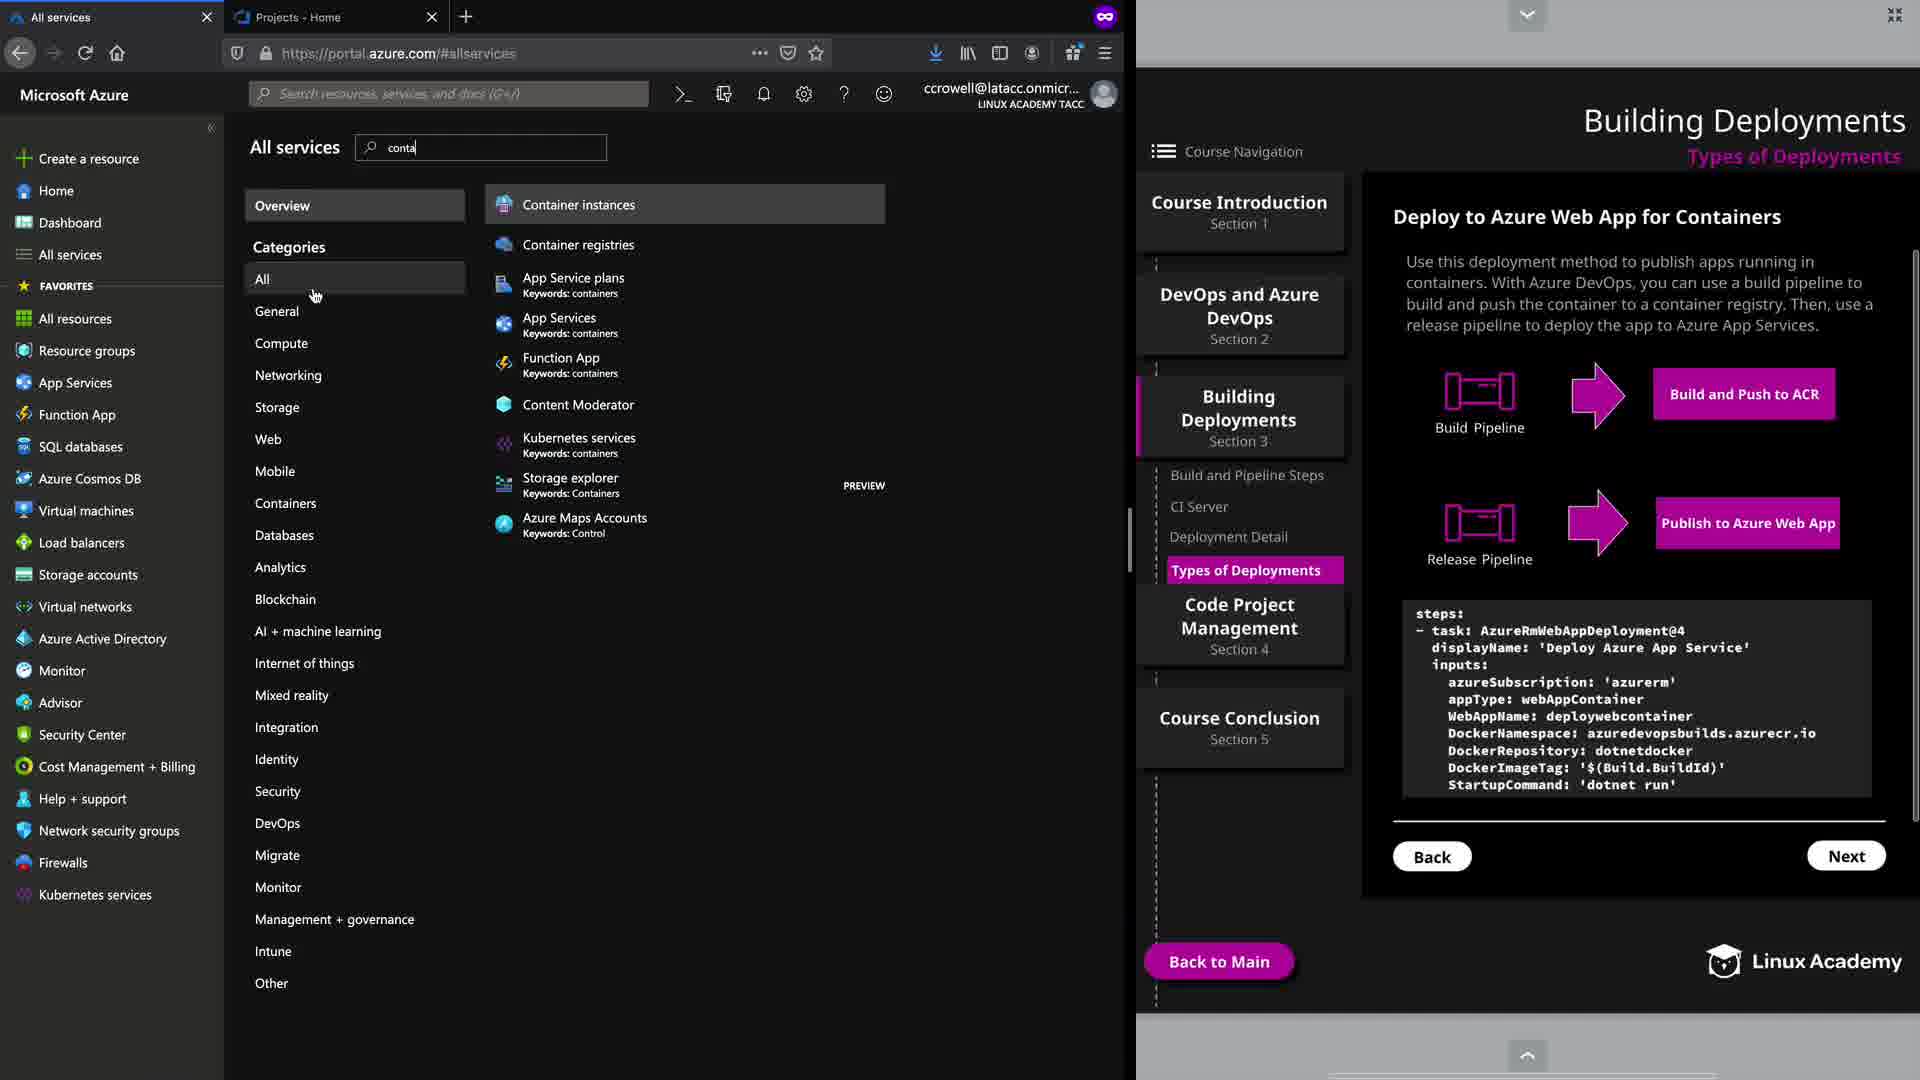 All services
Projects - Home
https://portal.azure.com/#allservices
Microsoft Azure
Search resources, services, and docs (G+/)
ccrowell@latacc.onmicr...
LINUX ACADEMY TACC
Create a resource
Home
Dashboard
All services
FAVORITES
All resources
Resource groups
App Services
Function App
SQL databases
Azure Cosmos DB
Virtual machines
Load balancers
Storage accounts
Virtual networks
Azure Active Directory
Monitor
Advisor
Security Center
Cost Management + Billing
Help + support
Network security groups
Firewalls
Kubernetes services
All services
conta
Overview
Categories
All
General
Compute
Networking
Storage
Web
Mobile
Containers
Databases
Analytics
Blockchain
AI + machine learning
Internet of things
Mixed reality
Integration
Identity
Security
DevOps
Migrate
Monitor
Management + governance
Intune
Other
Container instances
Container registries
App Service plans
Keywords: containers
App Services
Keywords: containers
Function App
Keywords: containers
Content Moderator
Kubernetes services
Keywords: containers
Storage explorer
Keywords: Containers
PREVIEW
Azure Maps Accounts
Keywords: Control
Building Deployments
Types of Deployments
Course Navigation
Course Introduction
Section 1
DevOps and Azure
DevOps
Section 2
Building
Deployments
Section 3
Build and Pipeline Steps
CI Server
Deployment Detail
Types of Deployments
Code Project
Management
Section 4
Course Conclusion
Section 5
Back to Main
Deploy to Azure Web App for Containers
Use this deployment method to publish apps running in
containers. With Azure DevOps, you can use a build pipeline to
build and push the container to a container registry. Then, use a
release pipeline to deploy the app to Azure App Services.
Build Pipeline
Build and Push to ACR
Release Pipeline
Publish to Azure Web App
steps:
- task: AzureRmWebAppDeployment@4
displayName: 'Deploy Azure App Service'
inputs:
azureSubscription: 'azurerm'
appType: webAppContainer
WebAppName: deploywebcontainer
DockerNamespace: azuredevopsbuilds.azurecr.io
DockerRepository: dotnetdocker
DockerImageTag: '$(Build.BuildId)'
StartupCommand: 'dotnet run'
Back
Next
Linux Academy